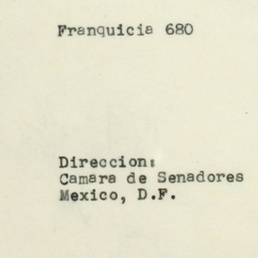 Franquicia 680
Direccion:
Camara de Senadores
Mexico, D.F.